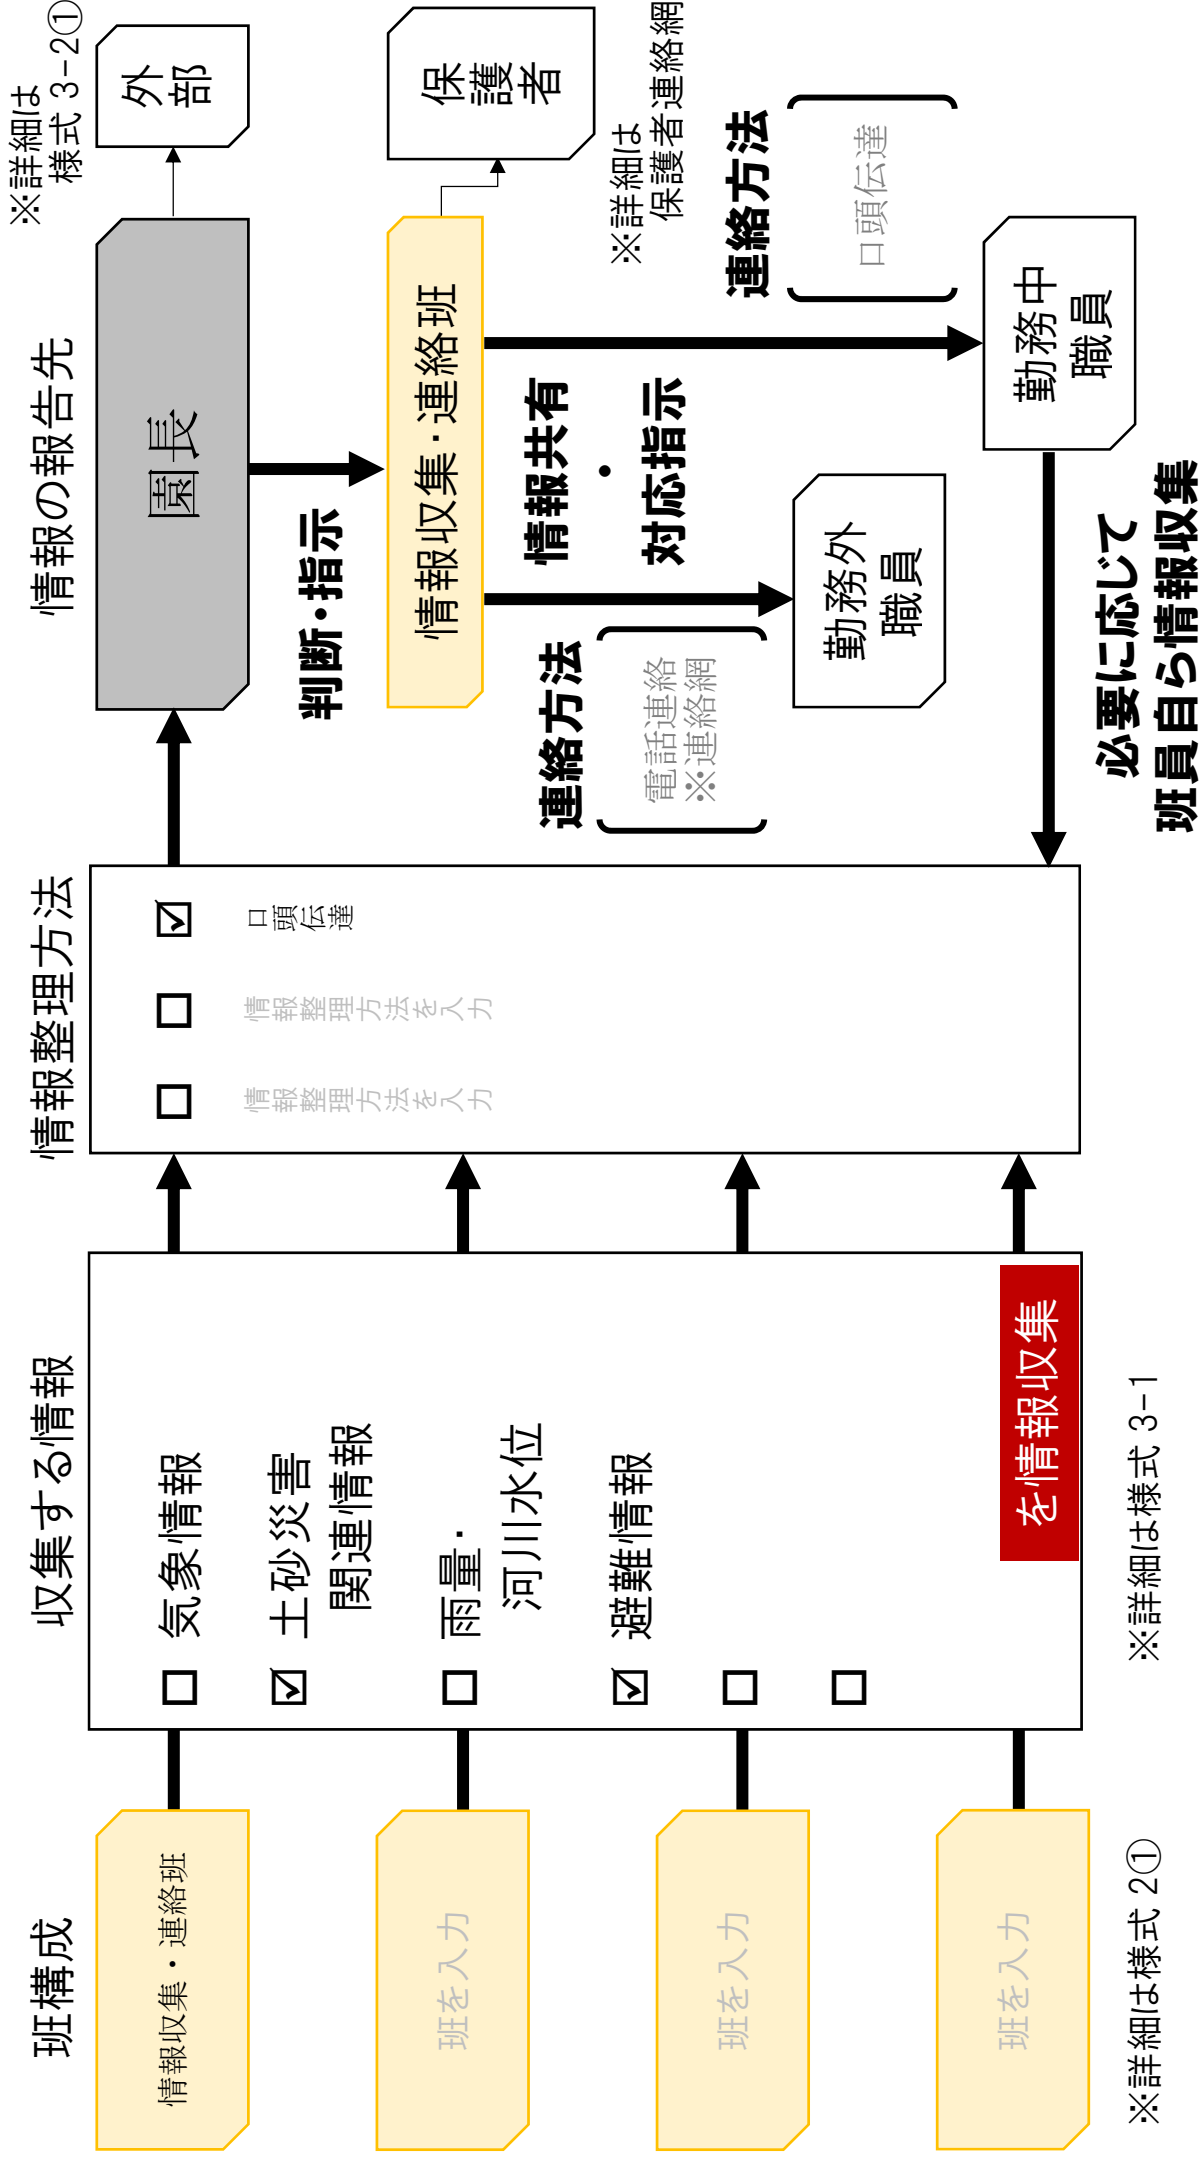 班構成
情報収集・連絡班
班を入力
班を入力
班を入力
※詳細は様式 2①
収集する情報
□ 気象情報
☑ 土砂災害
関連情報
□ 雨量・
河川水位
☑ 避難情報
□
□
を情報収集
※詳細は様式 3-1
情報整理方法
☑ 口頭伝達
□ 情報整理方法を入力
□ 情報整理方法を入力
情報の報告先
園長
※詳細は
様式 3-2①
外部
判断・指示
情報収集・連絡班
保護者
※詳細は
保護者連絡網
情報共有
・
対応指示
連絡方法
電話連絡
※連絡網
勤務外
職員
連絡方法
口頭伝達
勤務中
職員
必要に応じて
班員自ら情報収集